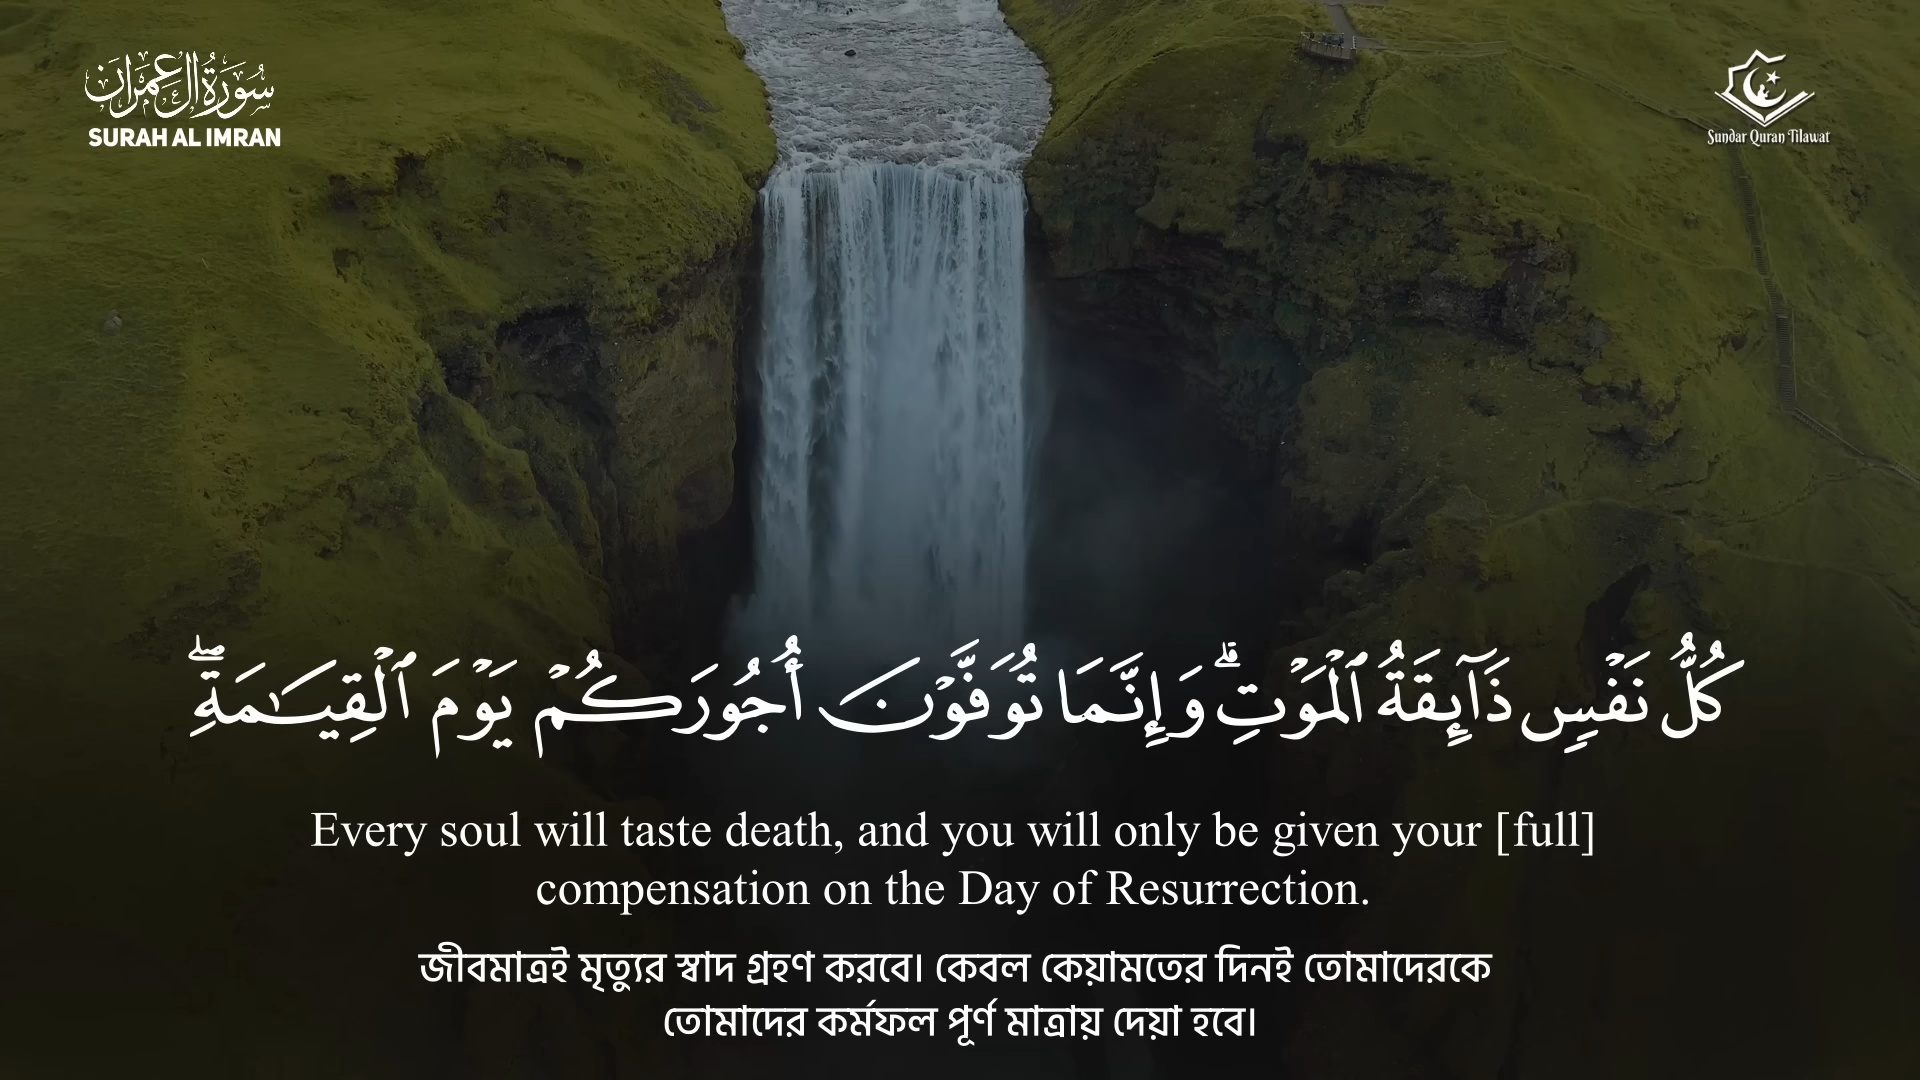 سُورَةُ اٰل عِمرَان
SURAH AL IMRAN
Sundar Quran Tilawat
كُلُّ نَفْسٍ ذَآئِقَةُ ٱلْمَوْتِ ۗ وَإِنَّمَا تُوَفَّوْنَ أُجُورَكُمْ يَوْمَ ٱلْقِيَـٰمَةِ ۖ
Every soul will taste death, and you will only be given your [full]
compensation on the Day of Resurrection.
জীবমাত্রই মৃত্যুর স্বাদ গ্রহণ করবে। কেবল কেয়ামতের দিনই তোমাদেরকে
তোমাদের কর্মফল পূর্ণ মাত্রায় দেয়া হবে।